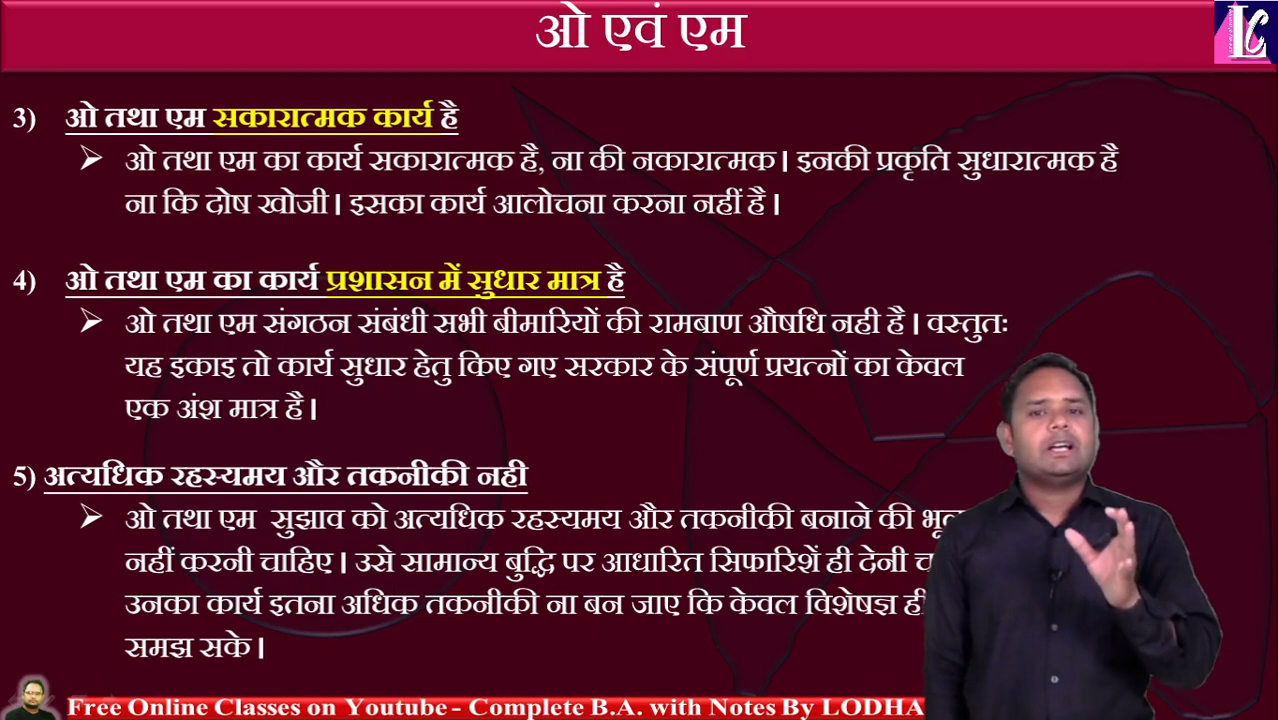 ओ एवं एम
LC
3) ओ तथा एम सकारात्मक कार्य है
➢ ओ तथा एम का कार्य सकारात्मक है, ना की नकारात्मक। इनकी प्रकृति सुधारात्मक है
ना कि दोष खोजी। इसका कार्य आलोचना करना नहीं है।
4) ओ तथा एम का कार्य प्रशासन में सुधार मात्र है
➢ ओ तथा एम संगठन संबंधी सभी बीमारियों की रामबाण औषधि नही है। वस्तुतः
यह इकाइ तो कार्य सुधार हेतु किए गए सरकार के संपूर्ण प्रयत्नों का केवल
एक अंश मात्र है।
5) अत्यधिक रहस्यमय और तकनीकी नही
➢ ओ तथा एम सुझाव को अत्यधिक रहस्यमय और तकनीकी बनाने की
नहीं करनी चाहिए। उसे सामान्य बुद्धि पर आधारित सिफारिशें ही देनी
उनका कार्य इतना अधिक तकनीकी ना बन जाए कि केवल विशेषज्ञ ही
समझ सके।
Free Online Classes on Youtube - Complete B.A. with Notes By LODHA